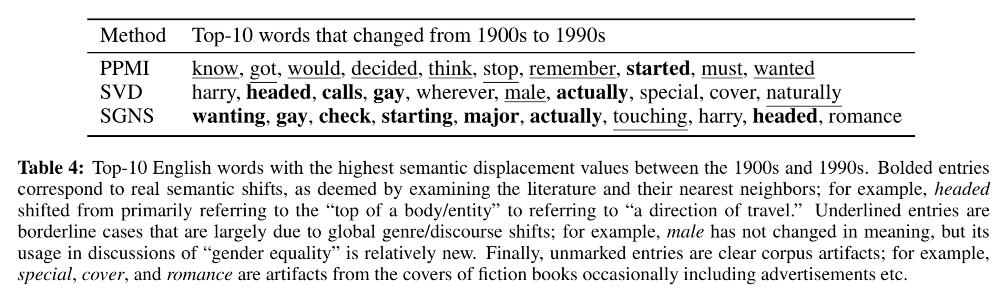 Method Top-10 words that changed from 1900s to 1990s
PPMI know, got, would, decided, think, stop, remember, started, must, wanted
SVD harry, headed, calls, gay, wherever, male, actually, special, cover, naturally
SGNS wanting, gay, check, starting, major, actually, touching, harry, headed, romance
Table 4: Top-10 English words with the highest semantic displacement values between the 1900s and 1990s. Bolded entries
correspond to real semantic shifts, as deemed by examining the literature and their nearest neighbors; for example, headed
shifted from primarily referring to the “top of a body/entity” to referring to “a direction of travel.” Underlined entries are
borderline cases that are largely due to global genre/discourse shifts; for example, male has not changed in meaning, but its
usage in discussions of “gender equality” is relatively new. Finally, unmarked entries are clear corpus artifacts; for example,
special, cover, and romance are artifacts from the covers of fiction books occasionally including advertisements etc.